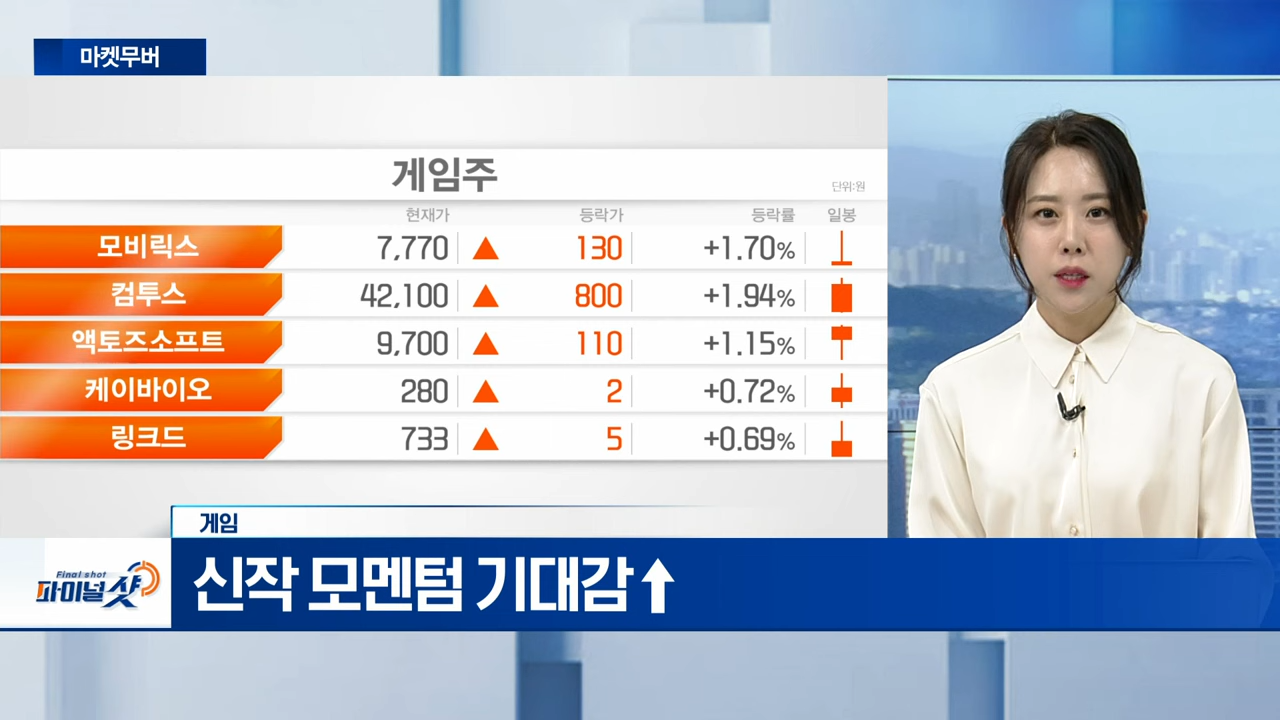 마켓무버
게임주
단위:원
현재가 등락가 등락률 일봉
모비릭스 7,770 ▲ 130 +1.70%
컴투스 42,100 ▲ 800 +1.94%
액토즈소프트 9,700 ▲ 110 +1.15%
케이바이오 280 ▲ 2 +0.72%
링크드 733 ▲ 5 +0.69%
게임
Final shot
파이널샷
신작 모멘텀 기대감↑